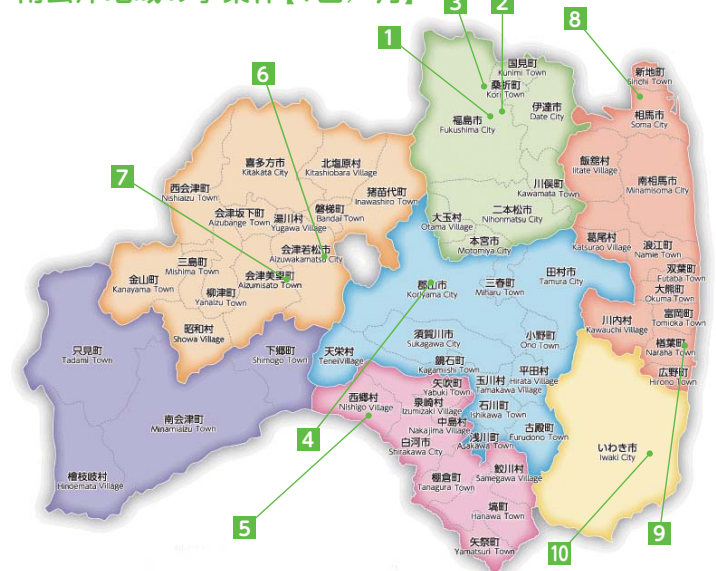 3
2
8
1
国見町
Kunimi Town
桑折町
Kori Town
新地町
Sinchi Town
6
伊達市
Date City
相馬市
Soma City
福島市
Fukushima City
喜多方市
Kitakata City
北塩原村
Kitashiobara Village
飯舘村
Iitate Village
7
南相馬市
Minamisoma City
西会津町
Nishiaizu Town
猪苗代町
Inawashiro Town
川俣町
Kawamata Town
会津坂下町
Aizubange Town
湯川村
Yugawa Village
磐梯町
Bandai Town
大玉村
Otama Village
二本松市
Nihonmatsu City
葛尾村
Katsurao Village
浪江町
Namie Town
本宮市
Motomiya City
会津若松市
Aizuwakamatsu City
三島町
Mishima Town
双葉町
Futaba Town
金山町
Kanayama Town
会津美里町
Aizumisato Town
郡山市
Koriyama City
三春町
Miharu Town
田村市
Tamura City
大熊町
Okuma Town
柳津町
Yanaizu Town
富岡町
Tomioka Town
川内村
Kawauchi Village
昭和村
Showa Village
須賀川市
Sukagawa City
小野町
Ono Town
楢葉町
Naraha Town
只見町
Tadami Town
下郷町
Shimogo Town
天栄村
Tenei Village
鏡石町
Kagamiishi Town
平田村
Hirata Village
広野町
Hirono Town
矢吹町
Yabuki Town
玉川村
Tamakawa Village
西郷村
Nishigo Village
泉崎村
Izumizaki Village
石川町
Ishikawa Town
南会津町
Minamiaizu Town
4
中島村
Nakajima Village
古殿町
Furudono Town
浅川町
Asakawa Town
白河市
Shirakawa City
いわき市
Iwaki City
檜枝岐村
Hinoemata Village
棚倉町
Tanagura Town
鮫川村
Samegawa Village
塙町
Hanawa Town
5
矢祭町
Yamatsuri Town
10
9